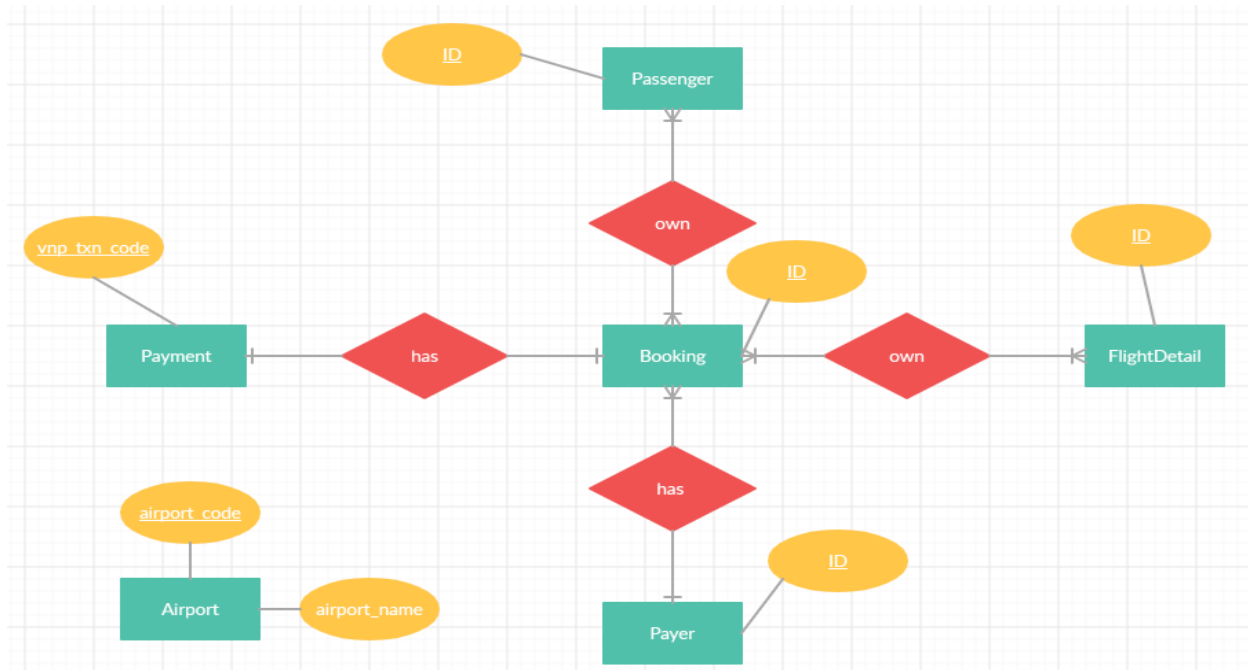 ID
Passenger
own
vnp_txn_code
ID
ID
Payment
has
Booking
own
FlightDetail
airport_code
has
ID
Airport
airport_name
Payer